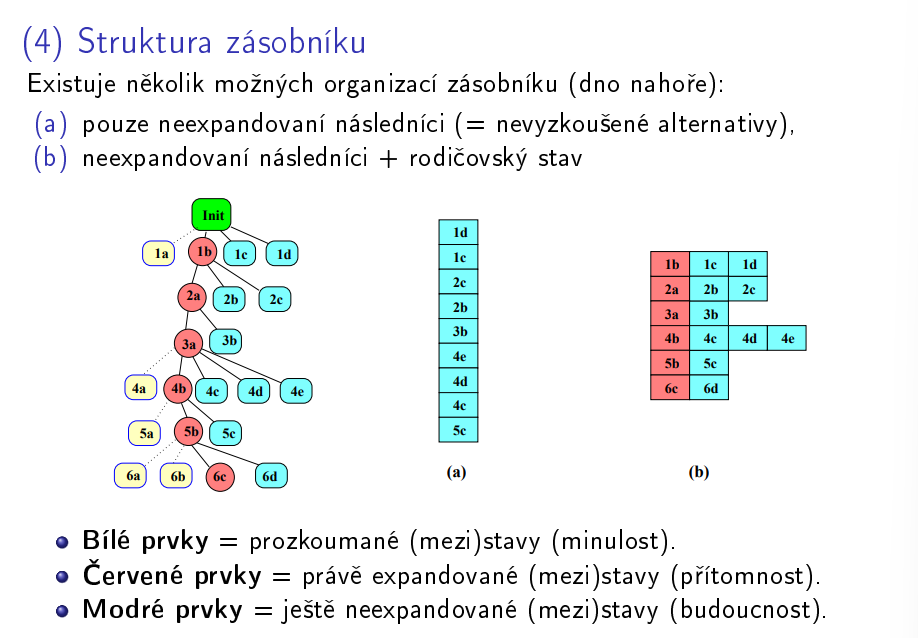 (4) Struktura zásobníku
Existuje několik možných organizací zásobníku (dno nahoře):
(a) pouze neexpandovaní následníci (= nevyzkoušené alternativy),
(b) neexpandovaní následníci + rodičovský stav
Init
1a 1b 1c 1d
2a 2b 2c
3a 3b
4a 4b 4c 4d 4e
5a 5b 5c
6a 6b 6c 6d
1d
1c
2c
2b
3b
4e
4d
4c
5c
(a)
1b 1c 1d
2a 2b 2c
3a 3b
4b 4c 4d 4e
5b 5c
6c 6d
(b)
Bílé prvky = prozkoumané (mezi)stavy (minulost).
Červené prvky = právě expandované (mezi)stavy (přítomnost).
Modré prvky = ještě neexpandované (mezi)stavy (budoucnost).